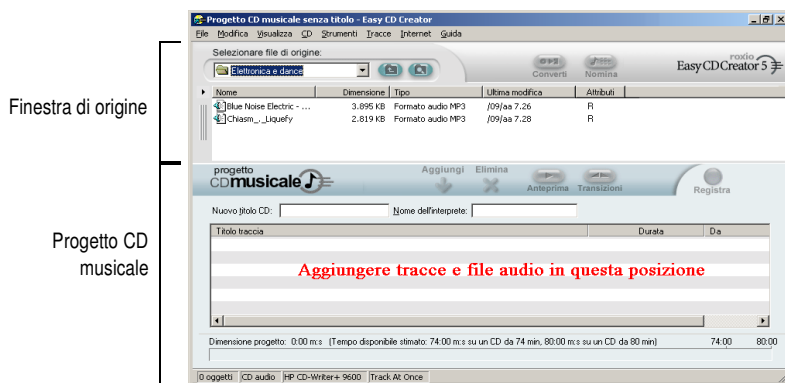 Progetto CD musicale senza titolo - Easy CD Creator
File Modifica Visualizza CD Strumenti Tracce Internet Guida
Selezionare file di origine:
Elettronica e dance
Converti Nomina
roxio
Easy CD Creator 5
Finestra di origine
Nome Dimensione Tipo Ultima modifica Attributi
Blue Noise Electric - ... 3.895 KB Formato audio MP3 /09/aa 7.26 R
Chiasm_._Liquefy 2.819 KB Formato audio MP3 /09/aa 7.28 R
progetto
CDmusicale
Aggiungi Elimina
Anteprima Transizioni
Registra
Nuovo titolo CD: Nome dell'interprete:
Progetto CD
musicale
Titolo traccia Durata Da
Aggiungere tracce e file audio in questa posizione
Dimensione progetto: 0:00 m:s (Tempo disponibile stimato: 74:00 m:s su un CD da 74 min, 80:00 m:s su un CD da 80 min) 74:00 80:00
0 oggetti CD audio HP CD-Writer+ 9600 Track At Once